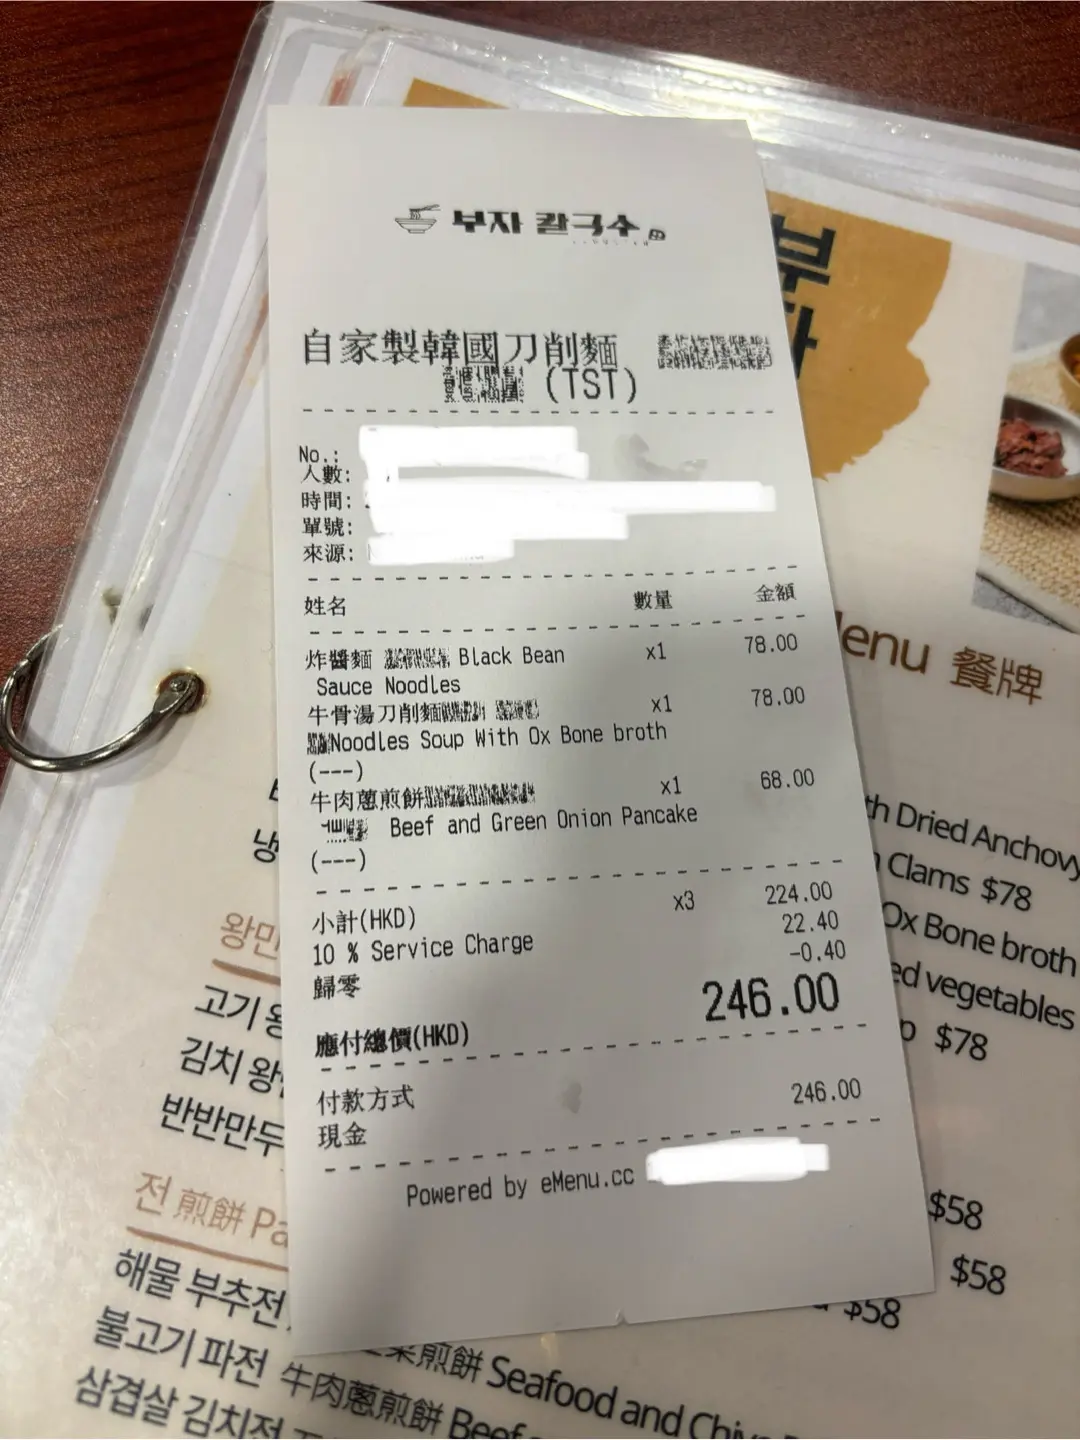 부자 칼국수
自家製韓國刀削麵
(TST)
No.:
人數:
時間:
單號:
來源:
姓名 數量 金額
炸醬麵 Black Bean x1 78.00
Sauce Noodles
牛骨湯刀削麵 x1 78.00
Noodles Soup With Ox Bone broth
(---)
牛肉蔥煎餅 x1 68.00
Beef and Green Onion Pancake
(---)
小計(HKD) x3 224.00
10 % Service Charge 22.40
歸零 -0.40
應付總價(HKD) 246.00
付款方式 246.00
現金
Powered by eMenu.cc
부
enu 餐牌
th Dried Anchovy
Clams $78
Ox Bone broth
ed vegetables
$78
냉
왕만
고기 왕
김치 왕
반반만두
전 煎餅 Pa
$58
$58
$58
해물 부추전
煎餅 Seafood and Chive
불고기 파전 牛肉蔥煎餅 Beef
삼겹살 김치전